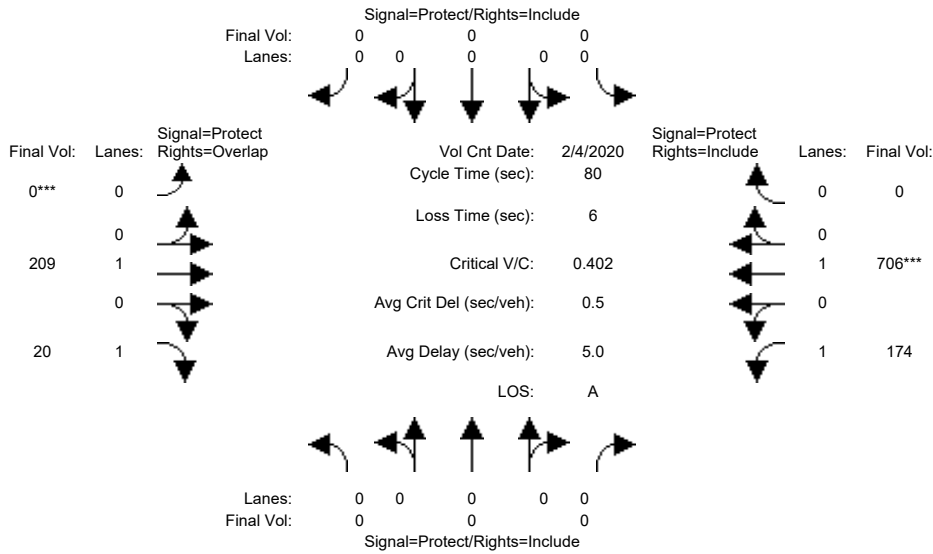 Signal=Protect/Rights=Include
Final Vol: 0 0 0
Lanes: 0 0 0 0 0
Signal=Protect Signal=Protect
Final Vol: Lanes: Rights=Overlap Vol Cnt Date: 2/4/2020 Rights=Include Lanes: Final Vol:
Cycle Time (sec): 80
0*** 0 0 0
Loss Time (sec): 6
0 0
209 1 Critical V/C: 0.402 1 706***
0 Avg Crit Del (sec/veh): 0.5 0
20 1 Avg Delay (sec/veh): 5.0 1 174
LOS: A
Lanes: 0 0 0 0 0
Final Vol: 0 0 0
Signal=Protect/Rights=Include